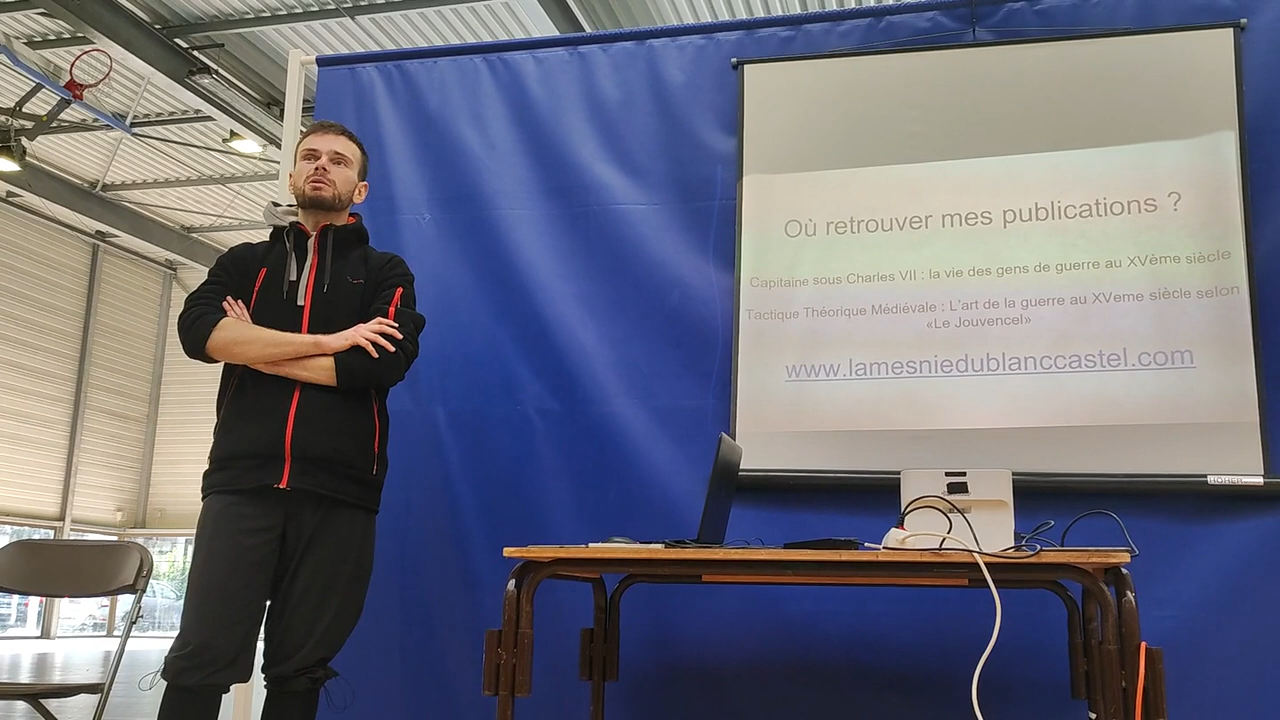 Où retrouver mes publications ?
Capitaine sous Charles VII : la vie des gens de guerre au XVème siècle
Tactique Théorique Médiévale : L'art de la guerre au XVeme siècle selon
«Le Jouvencel»
www.lamesniedublanccastel.com
HÖHER